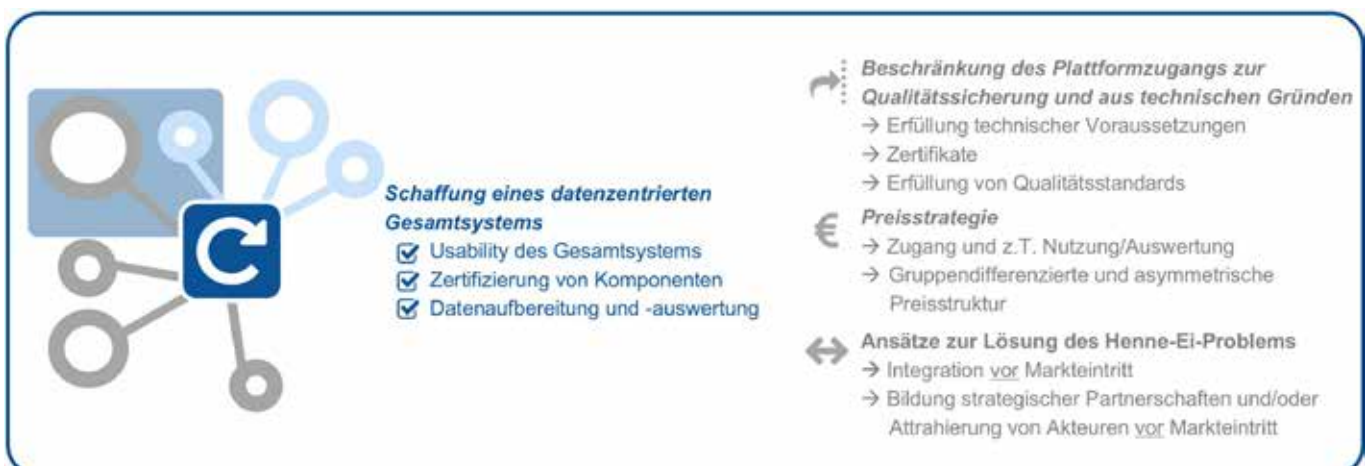 Schaffung eines datenzentrierten
Gesamtsystems
Usability des Gesamtsystems
Zertifizierung von Komponenten
Datenaufbereitung und -auswertung
Beschränkung des Plattformzugangs zur
Qualitätssicherung und aus technischen Gründen
→ Erfüllung technischer Voraussetzungen
→ Zertifikate
→ Erfüllung von Qualitätsstandards
€ Preisstrategie
→ Zugang und z.T. Nutzung/Auswertung
→ Gruppendifferenzierte und asymmetrische
Preisstruktur
Ansätze zur Lösung des Henne-Ei-Problems
→ Integration vor Markteintritt
→ Bildung strategischer Partnerschaften und/oder
Attrahierung von Akteuren vor Markteintritt